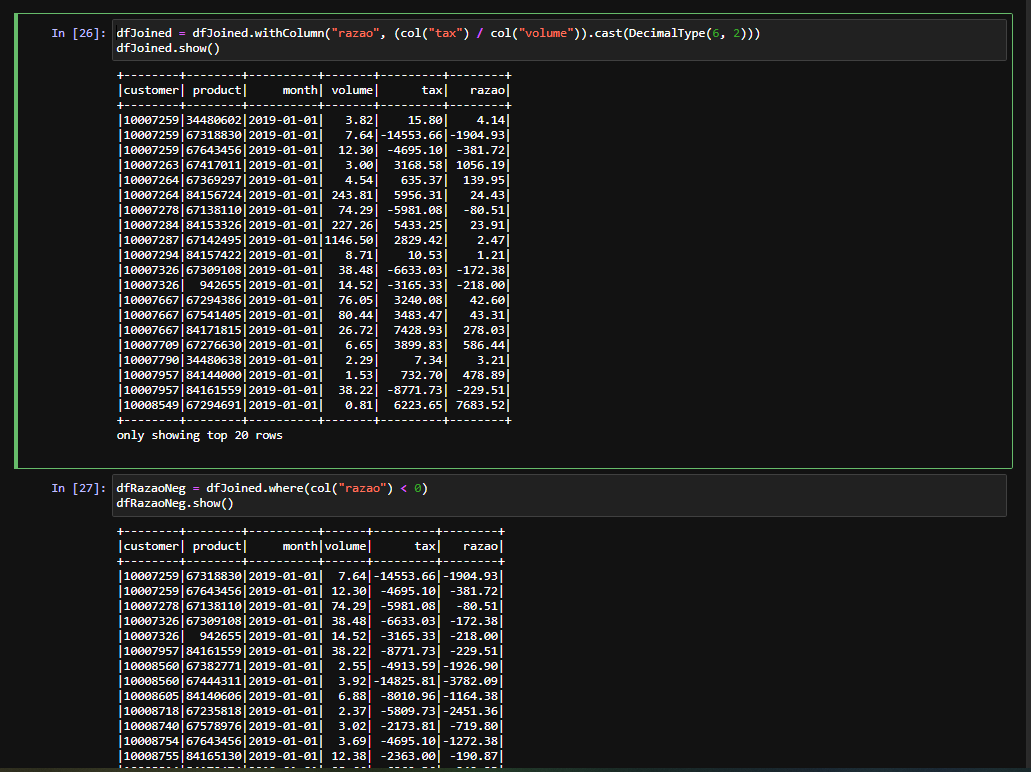 In [26]: dfJoined = dfJoined.withColumn("razao", (col("tax") / col("volume")).cast(DecimalType(6, 2)))
dfJoined.show()
+--------+--------+----------+-------+---------+--------+
|customer| product|     month| volume|      tax|   razao|
+--------+--------+----------+-------+---------+--------+
|10007259|34480602|2019-01-01|   3.82|    15.80|    4.14|
|10007259|67318830|2019-01-01|   7.64|-14553.66|-1904.93|
|10007259|67643456|2019-01-01|  12.30| -4695.10| -381.72|
|10007263|67417011|2019-01-01|   3.00|  3168.58| 1056.19|
|10007264|67369297|2019-01-01|   4.54|   635.37|  139.95|
|10007264|84156724|2019-01-01| 243.81|  5956.31|   24.43|
|10007278|67138110|2019-01-01|  74.29| -5981.08|  -80.51|
|10007284|84153326|2019-01-01| 227.26|  5433.25|   23.91|
|10007287|67142495|2019-01-01|1146.50|  2829.42|    2.47|
|10007294|84157422|2019-01-01|   8.71|    10.53|    1.21|
|10007326|67309108|2019-01-01|  38.48| -6633.03| -172.38|
|10007326|  942655|2019-01-01|  14.52| -3165.33| -218.00|
|10007667|67294386|2019-01-01|  76.05|  3240.08|   42.60|
|10007667|67541405|2019-01-01|  80.44|  3483.47|   43.31|
|10007667|84171815|2019-01-01|  26.72|  7428.93|  278.03|
|10007709|67276630|2019-01-01|   6.65|  3899.83|  586.44|
|10007790|34480638|2019-01-01|   2.29|     7.34|    3.21|
|10007957|84144000|2019-01-01|   1.53|   732.70|  478.89|
|10007957|84161559|2019-01-01|  38.22| -8771.73| -229.51|
|10008549|67294691|2019-01-01|   0.81|  6223.65| 7683.52|
+--------+--------+----------+-------+---------+--------+
only showing top 20 rows
In [27]: dfRazaoNeg = dfJoined.where(col("razao") < 0)
dfRazaoNeg.show()
+--------+--------+----------+------+---------+--------+
|customer| product|     month|volume|      tax|   razao|
+--------+--------+----------+------+---------+--------+
|10007259|67318830|2019-01-01|  7.64|-14553.66|-1904.93|
|10007259|67643456|2019-01-01| 12.30| -4695.10| -381.72|
|10007278|67138110|2019-01-01| 74.29| -5981.08|  -80.51|
|10007326|67309108|2019-01-01| 38.48| -6633.03| -172.38|
|10007326|  942655|2019-01-01| 14.52| -3165.33| -218.00|
|10007957|84161559|2019-01-01| 38.22| -8771.73| -229.51|
|10008560|67382771|2019-01-01|  2.55| -4913.59|-1926.90|
|10008560|67444311|2019-01-01|  3.92|-14825.81|-3782.09|
|10008605|84140606|2019-01-01|  6.88| -8010.96|-1164.38|
|10008718|67235818|2019-01-01|  2.37| -5809.73|-2451.36|
|10008740|67578976|2019-01-01|  3.02| -2173.81| -719.80|
|10008754|67643456|2019-01-01|  3.69| -4695.10|-1272.38|
|10008755|84165130|2019-01-01| 12.38| -2363.00| -190.87|